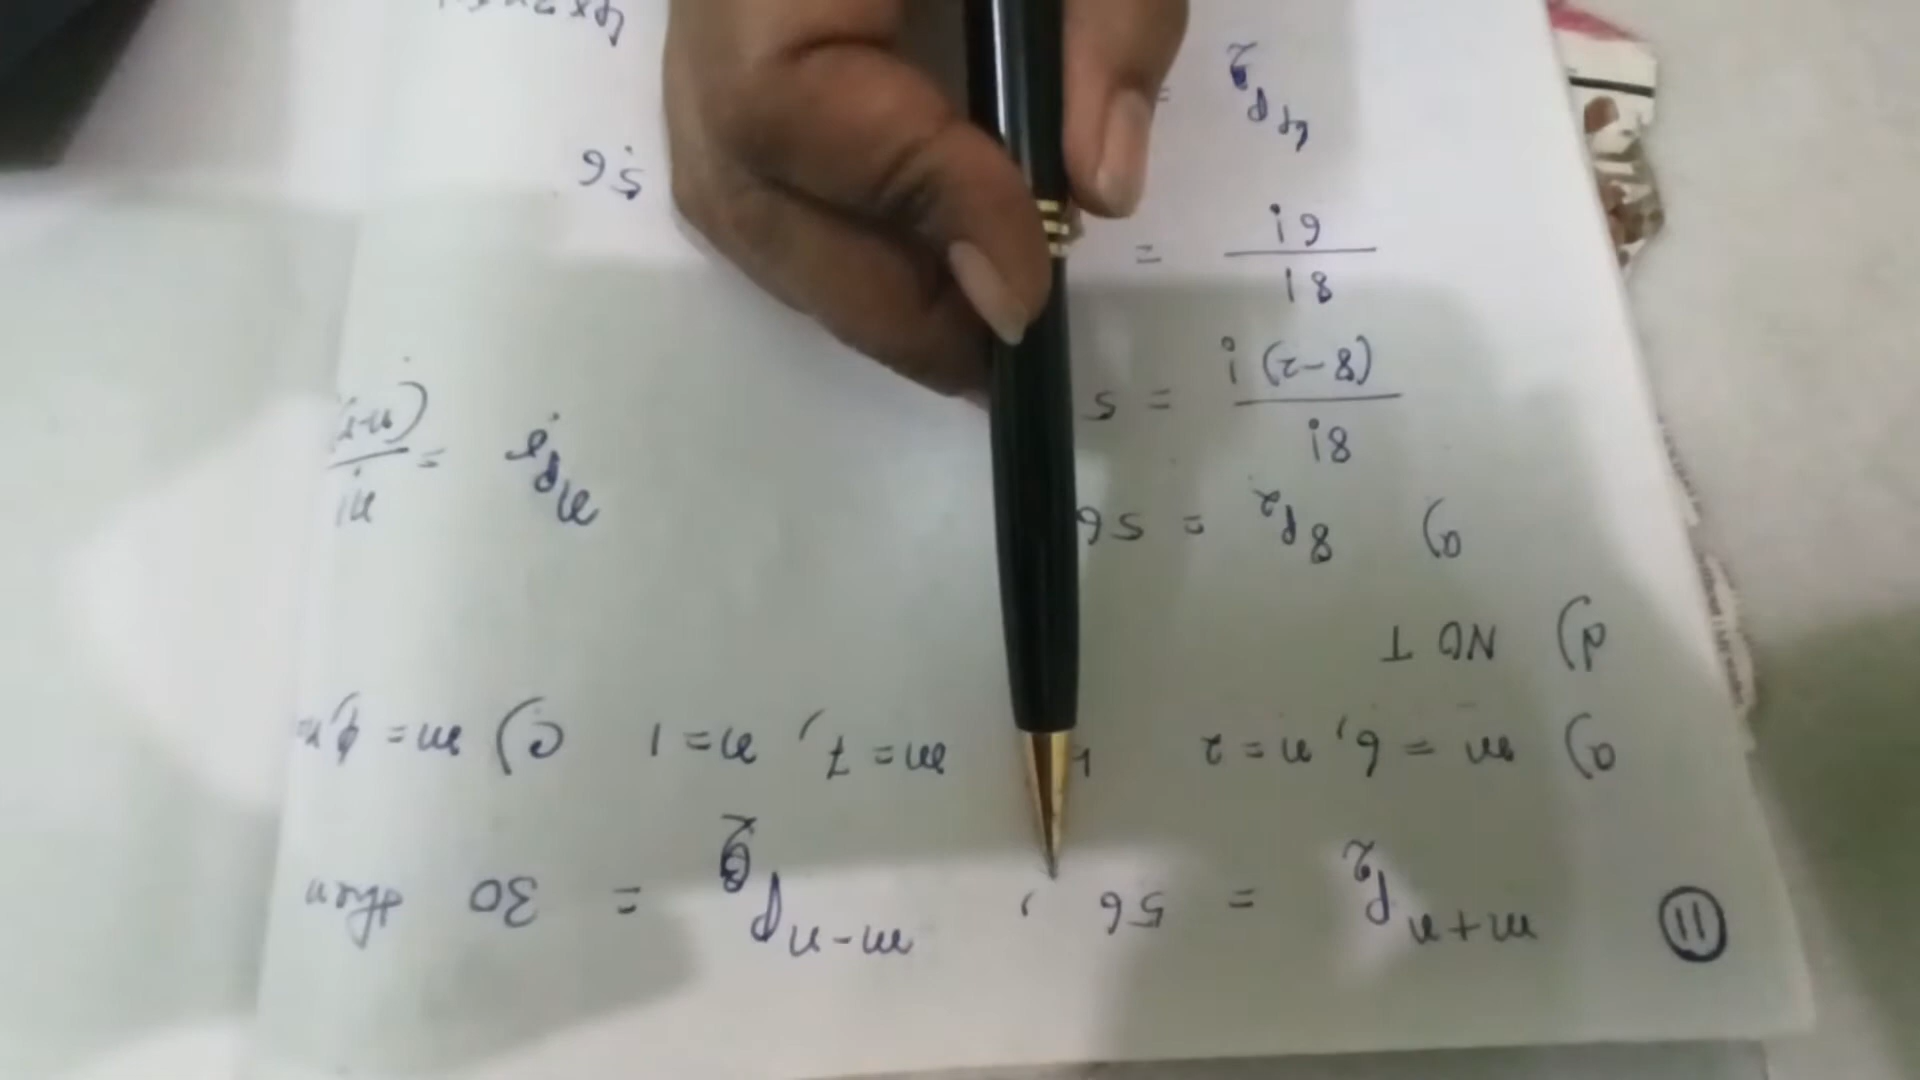 11 m+nP2 = 56, m-nP2 = 30 then
a) m = 6, n = 2 m = 7, n = 1 c) m =
d) NOT
a) 8P2 = 56
8! / (8-2)! = 5
nPr = n! / (n-r)
8! / 6! =
56
4P2 =